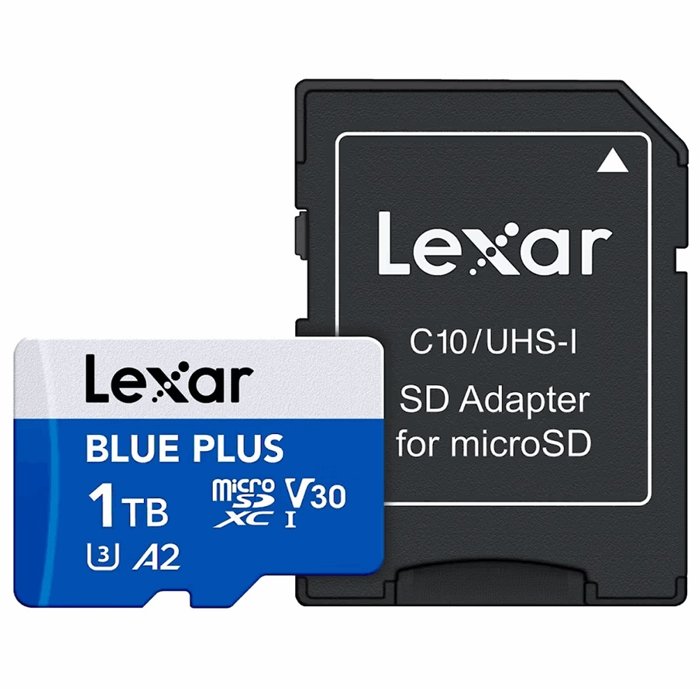 Lexar
C10/UHS-I
SD Adapter
for microSD
Lexar
BLUE PLUS
1TB
micro SD XC I
V30
3 A2